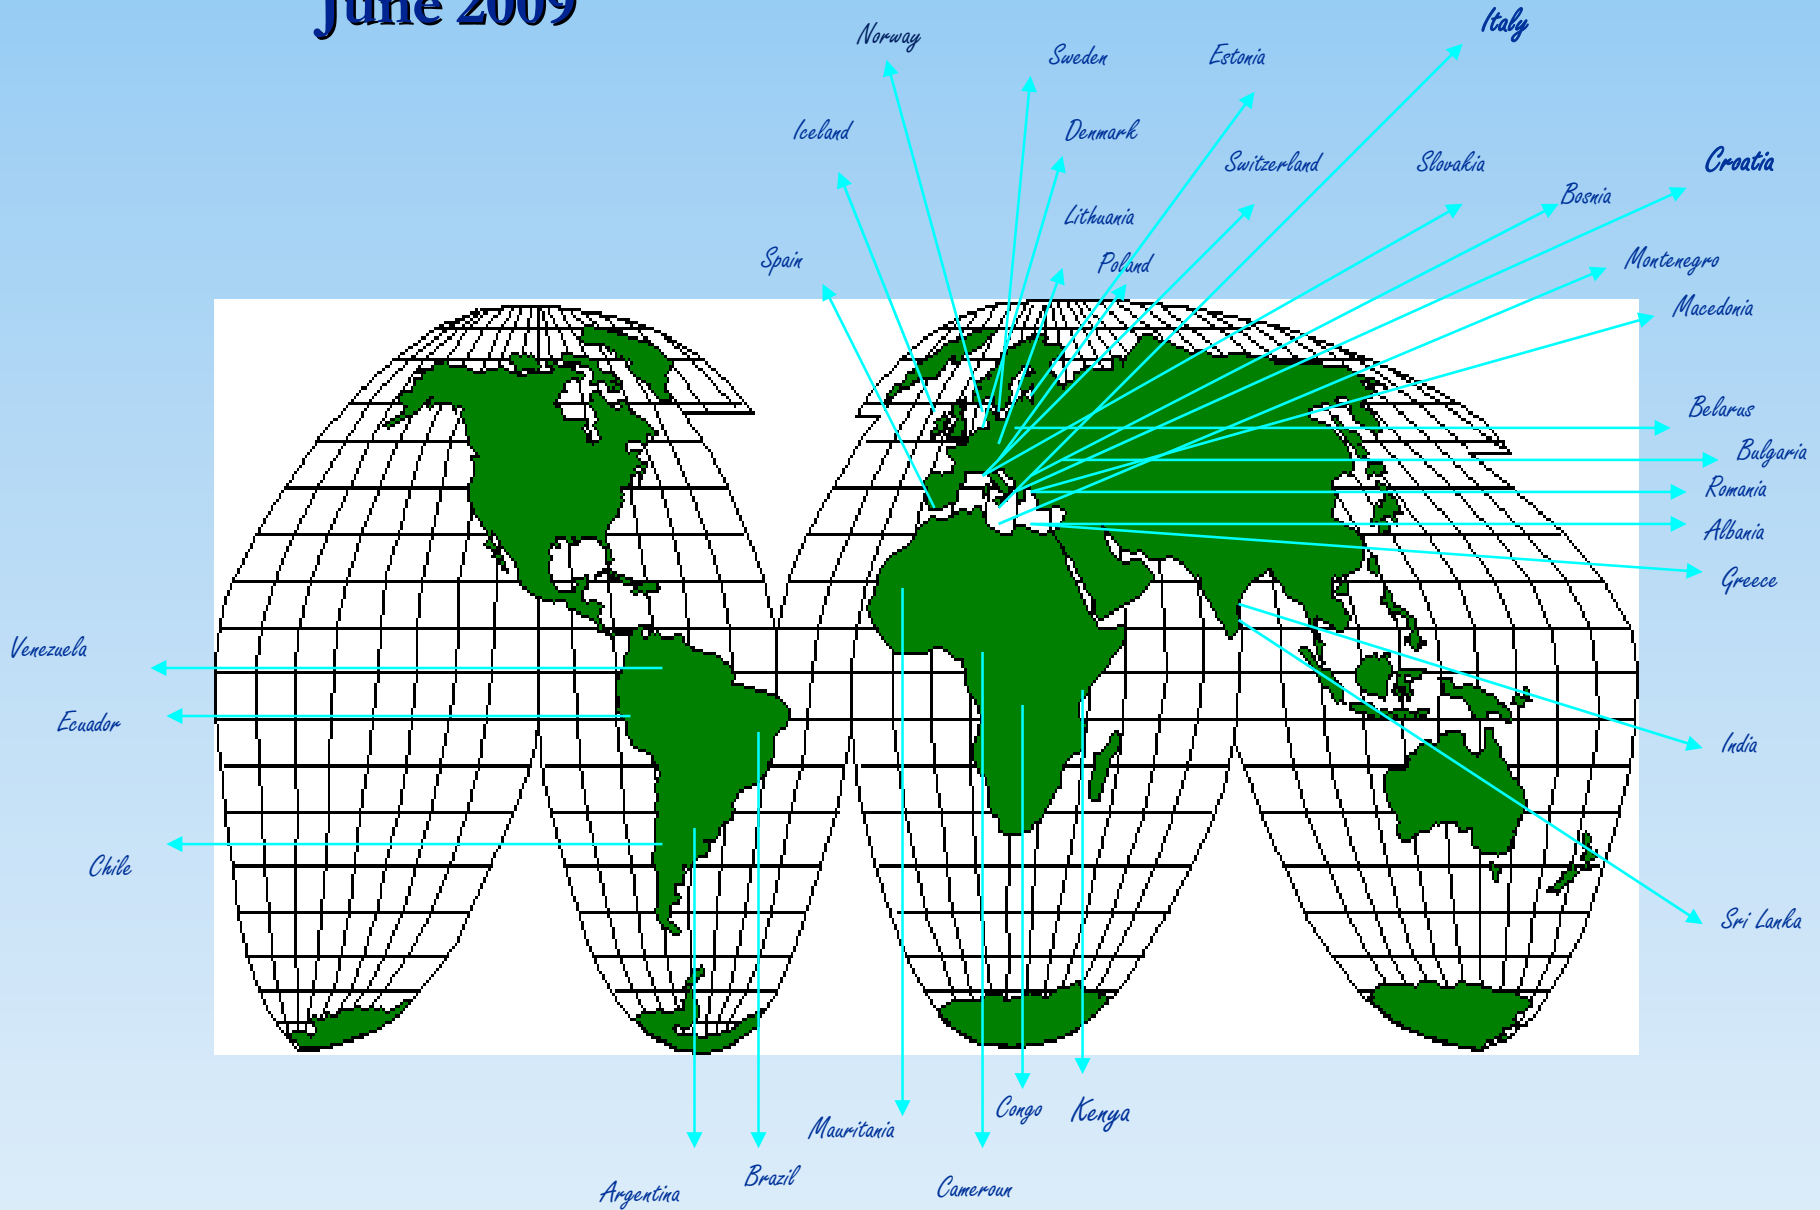 June 2009
Italy
Norway
Sweden
Estonia
Iceland
Denmark
Switzerland
Slovakia
Croatia
Bosnia
Lithuania
Spain
Poland
Montenegro
Macedonia
Belarus
Bulgaria
Romania
Albania
Greece
Venezuela
Ecuador
India
Chile
Sri Lanka
Congo
Kenya
Mauritania
Brazil
Argentina
Cameroun